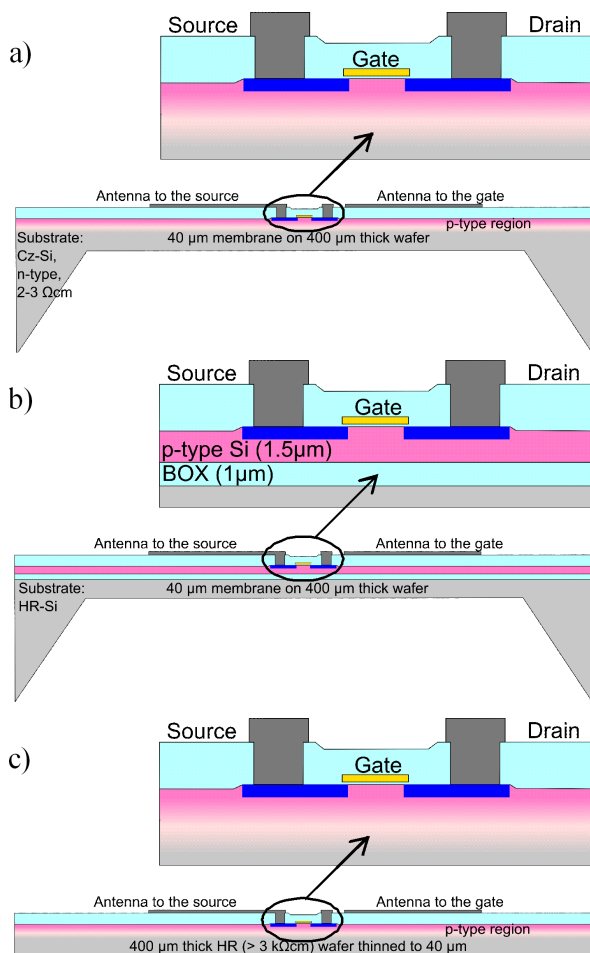 a)
Source
Drain
Gate
Antenna to the source
Antenna to the gate
p-type region
Substrate:
40 µm membrane on 400 µm thick wafer
Cz-Si,
n-type,
2-3 Ωcm
b)
Source
Drain
Gate
p-type Si (1.5µm)
BOX (1µm)
Antenna to the source
Antenna to the gate
Substrate:
40 µm membrane on 400 µm thick wafer
HR-Si
c)
Source
Drain
Gate
Antenna to the source
Antenna to the gate
p-type region
400 µm thick HR (> 3 kΩcm) wafer thinned to 40 µm